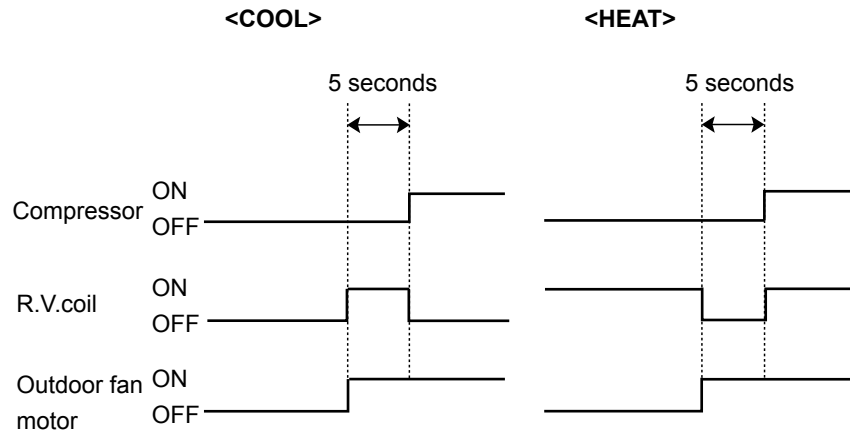 <COOL>
<HEAT>
5 seconds
5 seconds
Compressor
ON
OFF
R.V.coil
ON
OFF
Outdoor fan
motor
ON
OFF